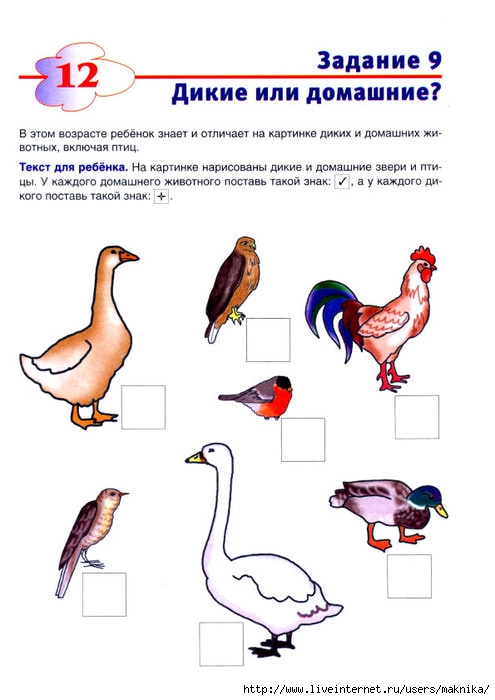 12
Задание 9
Дикие или домашние?
В этом возрасте ребёнок знает и отличает на картинке диких и домашних жи-
вотных, включая птиц.
Текст для ребёнка. На картинке нарисованы дикие и домашние звери и пти-
цы. У каждого домашнего животного поставь такой знак: ✓, а у каждого ди-
кого поставь такой знак: ✛.
http://www.liveinternet.ru/users/maknika/